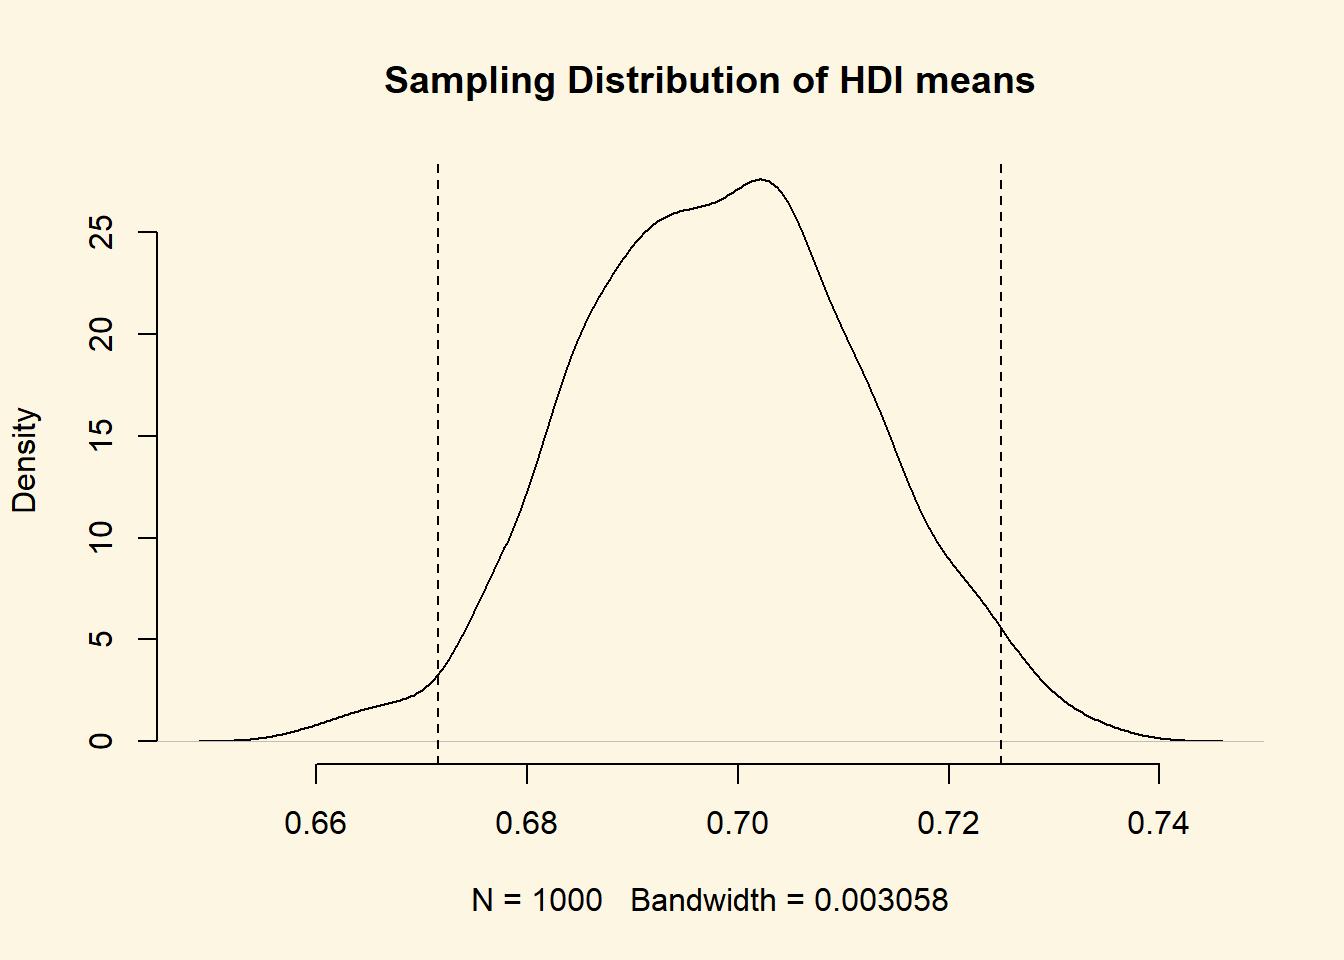 Sampling Distribution of HDI means
Density
25
20
15
10
5
0
0.66 0.68 0.70 0.72 0.74
N = 1000 Bandwidth = 0.003058